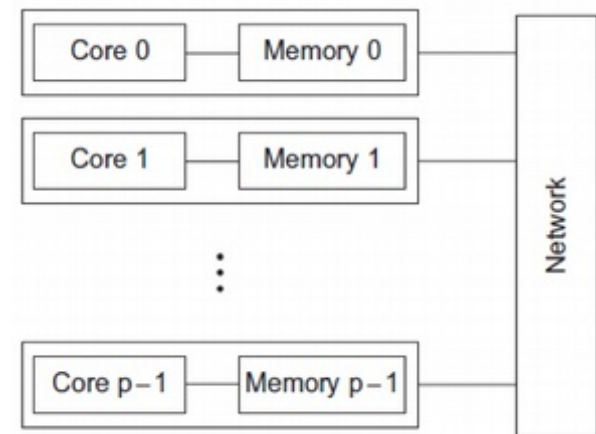 Core 0
Memory 0
Core 1
Memory 1
Core p−1
Memory p−1
Network